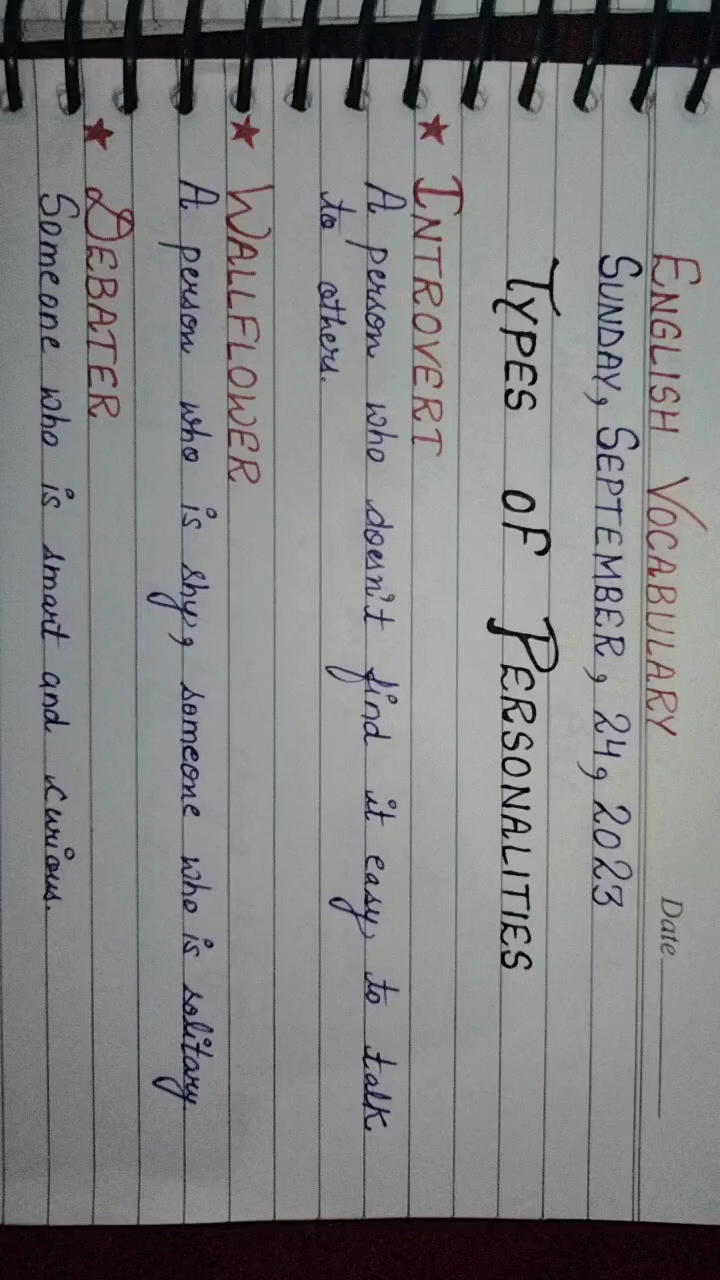 Date
ENGLISH VOCABULARY
SUNDAY, SEPTEMBER, 24, 2023
TYPES OF PERSONALITIES
★ INTROVERT
A person who doesn't find it easy, to talk
to others.
★ WALLFLOWER
A person who is shy, someone who is solitary
★ DEBATER
Someone who is smart and curious.